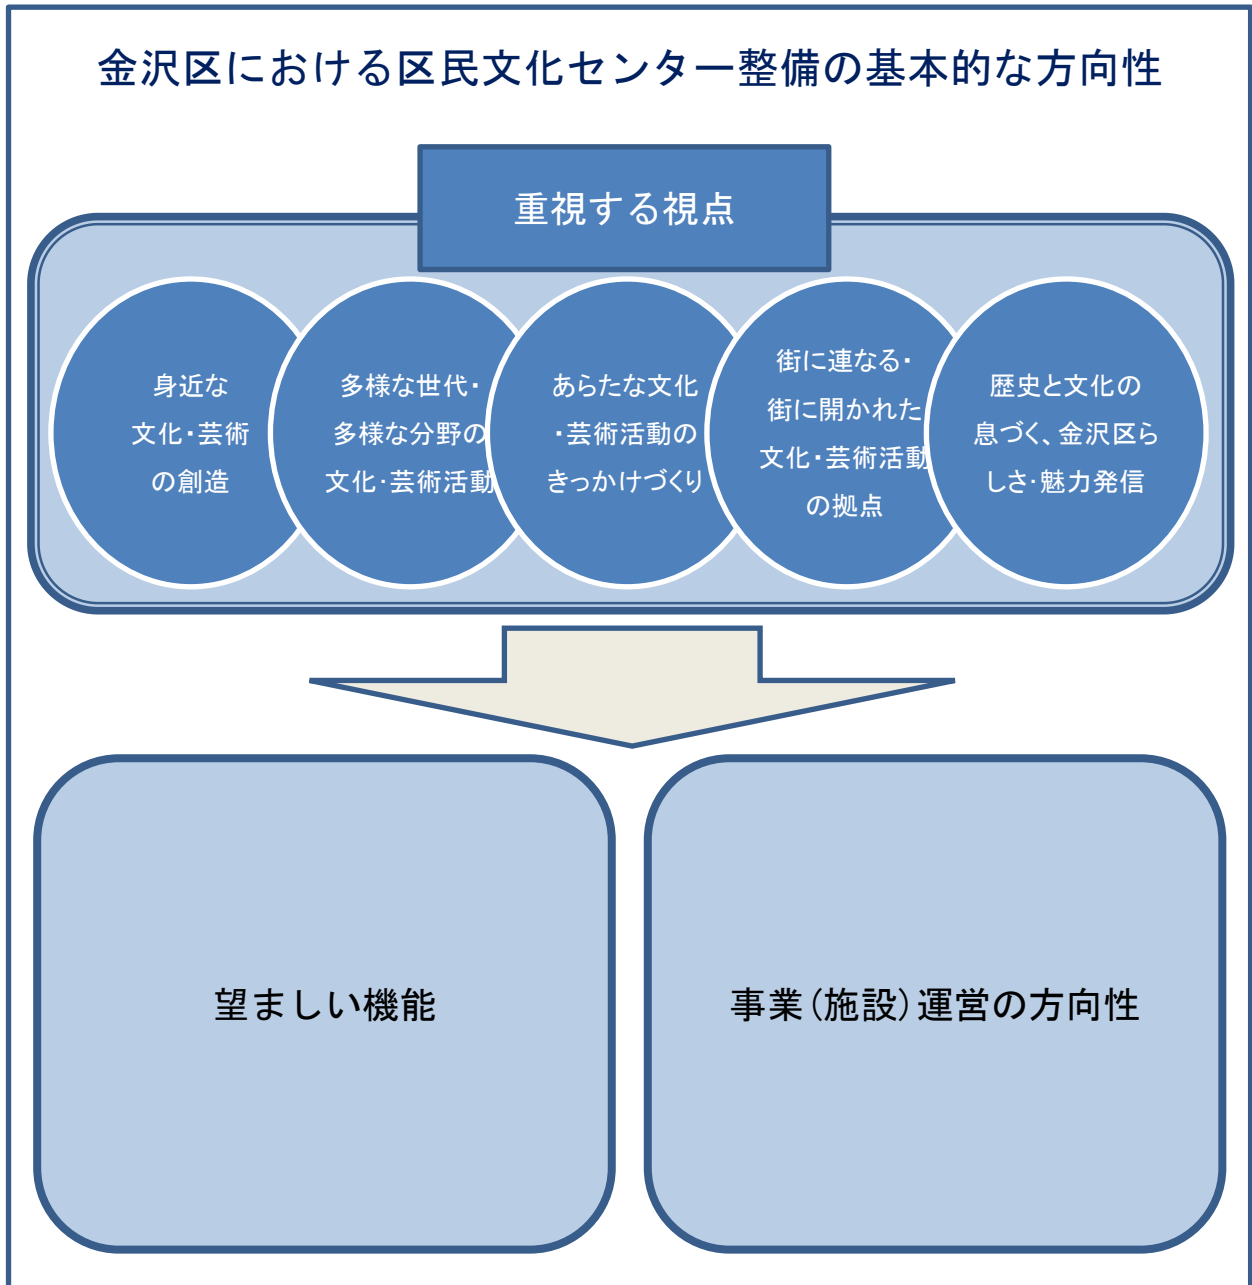 金沢区における区民文化センター整備の基本的な方向性
重視する視点
身近な
文化・芸術
の創造
多様な世代・
多様な分野の
文化・芸術活動
あらたな文化
・芸術活動の
きっかけづくり
街に連なる・
街に開かれた
文化・芸術活動
の拠点
歴史と文化の
息づく、金沢区ら
しさ・魅力発信
望ましい機能
事業(施設)運営の方向性